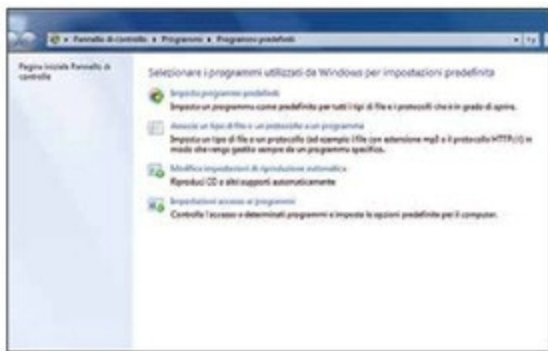 Pannello di controllo Programmi Programmi predefiniti
Pagina iniziale Pannello di
controllo
Selezionare i programmi utilizzati da Windows per impostazioni predefinita
Imposta programmi predefiniti
Imposta un programma come predefinito per tutti i tipi di file e i protocolli che è in grado di aprire.
Associa un tipo di file o un protocollo a un programma
Imposta un tipo di file o un protocollo (ad esempio i file con estensione mp3 o il protocollo HTTP://) in
modo che venga gestito sempre da un programma specifico.
Modifica impostazioni di riproduzione automatica
Riproduci CD o altri supporti automaticamente
Impostazioni accesso ai programmi
Controlla l'accesso a determinati programmi e imposta le opzioni predefinite per il computer.